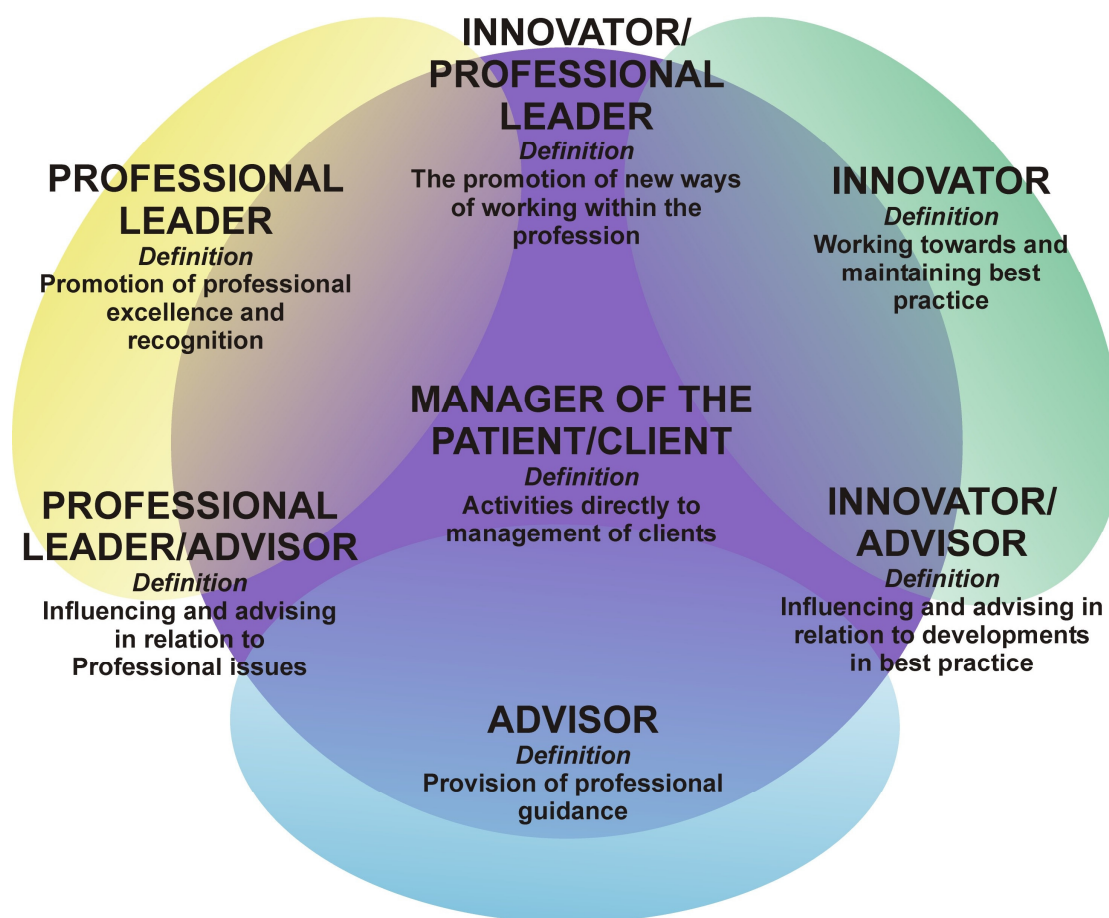 INNOVATOR/
PROFESSIONAL
LEADER
Definition
The promotion of new ways
of working within the
profession
PROFESSIONAL
LEADER
Definition
Promotion of professional
excellence and
recognition
INNOVATOR
Definition
Working towards and
maintaining best
practice
MANAGER OF THE
PATIENT/CLIENT
Definition
Activities directly to
management of clients
PROFESSIONAL
LEADER/ADVISOR
Definition
Influencing and advising
in relation to
Professional issues
INNOVATOR/
ADVISOR
Definition
Influencing and advising in
relation to developments
in best practice
ADVISOR
Definition
Provision of professional
guidance